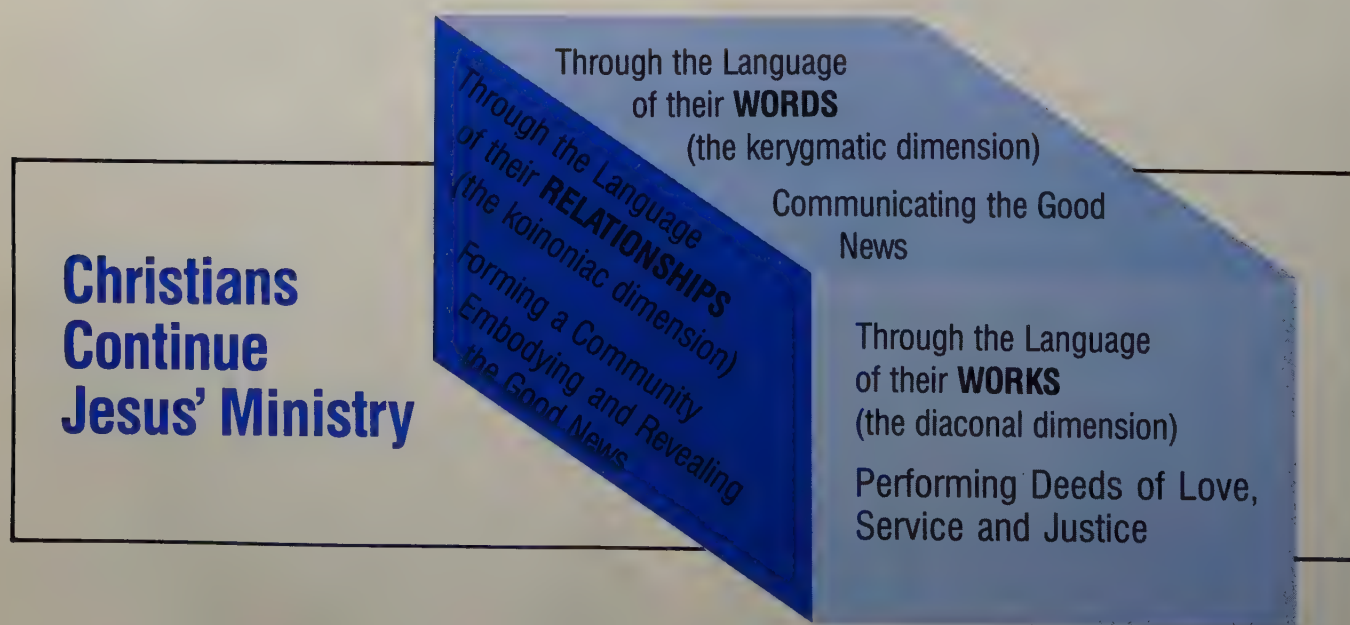 Christians
Continue
Jesus' Ministry
Through the Language
of their RELATIONSHIPS
(the koinoniac dimension)
Forming a Community
Embodying and Revealing
the Good News
Through the Language
of their WORDS
(the kerygmatic dimension)
Communicating the Good
News
Through the Language
of their WORKS
(the diaconal dimension)
Performing Deeds of Love,
Service and Justice